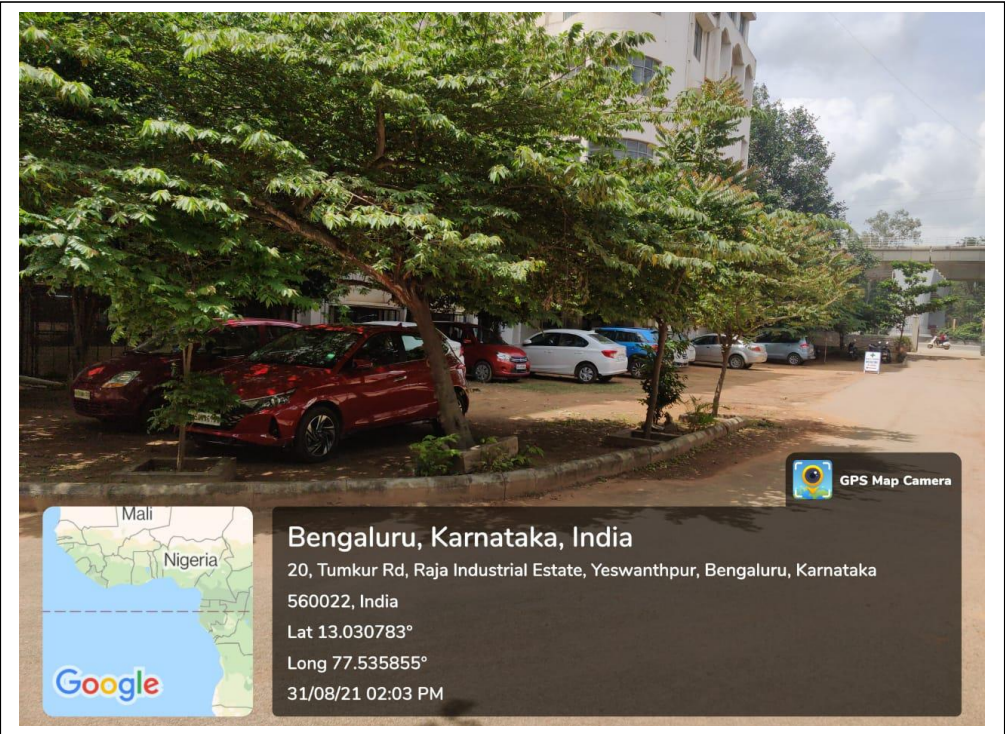 GPS Map Camera
Mali
Nigeria
Google
Bengaluru, Karnataka, India
20, Tumkur Rd, Raja Industrial Estate, Yeswanthpur, Bengaluru, Karnataka
560022, India
Lat 13.030783°
Long 77.535855°
31/08/21 02:03 PM